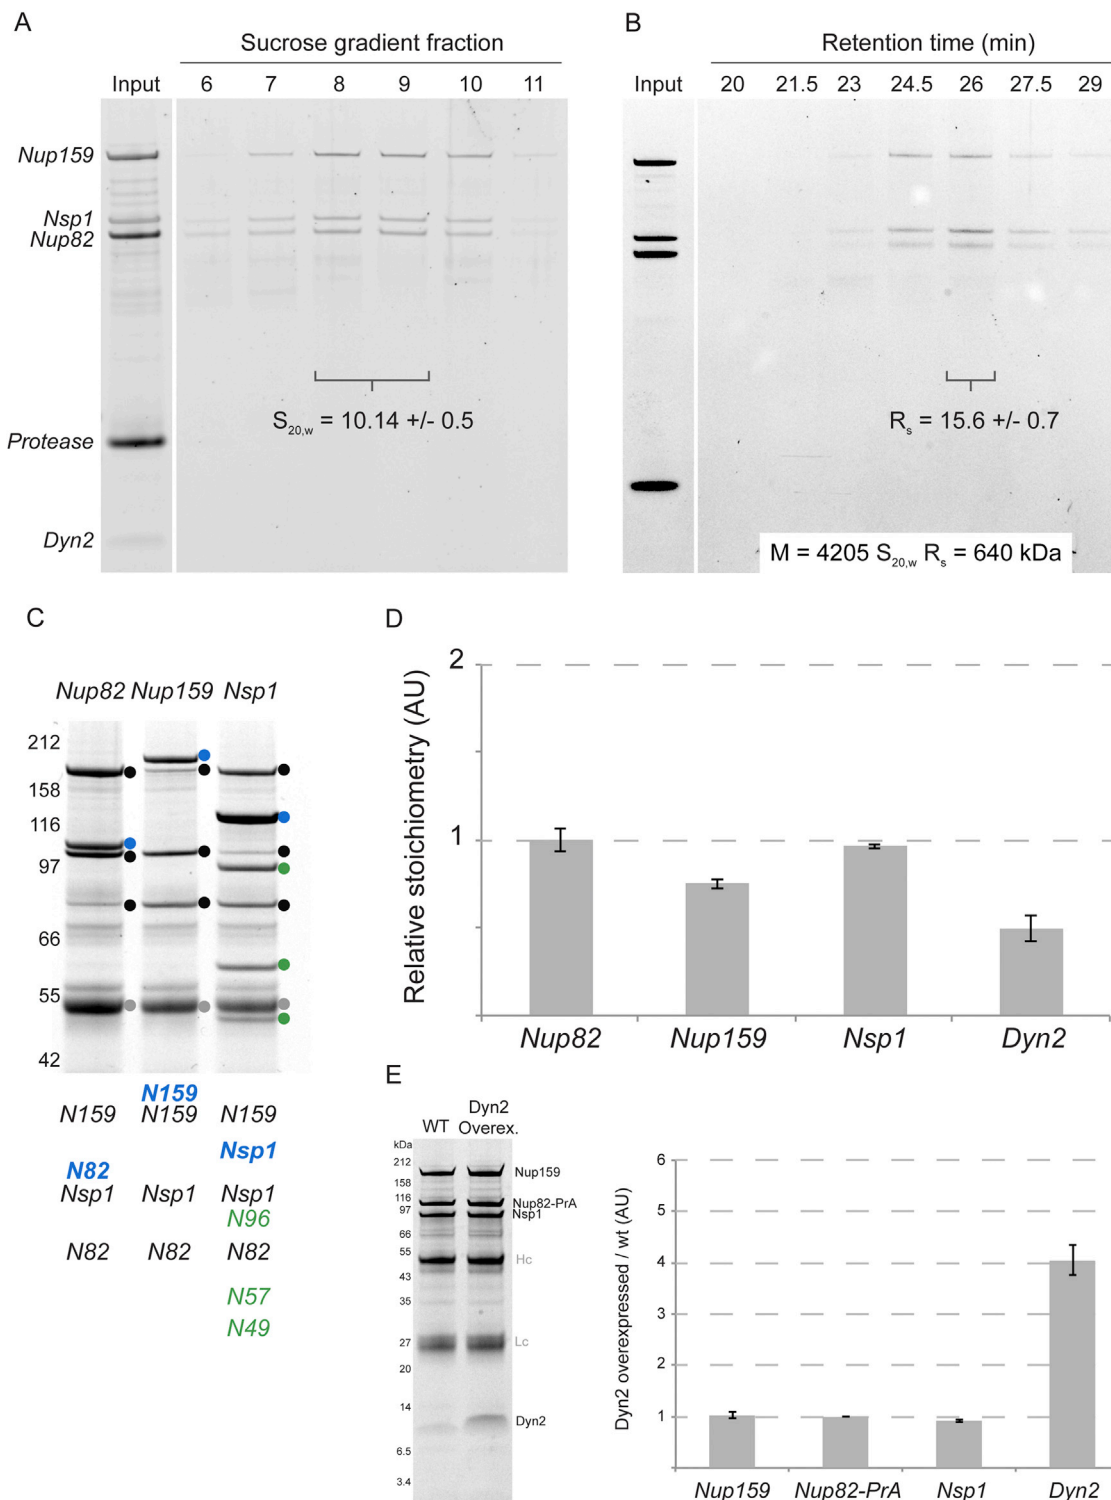 A
Sucrose gradient fraction
Input 6 7 8 9 10 11
Nup159
Nsp1
Nup82
Protease
Dyn2
S20,w = 10.14 +/- 0.5
B
Retention time (min)
Input 20 21.5 23 24.5 26 27.5 29
Rs = 15.6 +/- 0.7
M = 4205 S20,w Rs = 640 kDa
C
Nup82 Nup159 Nsp1
212
158
116
97
66
55
42
N159
N159 N159 N159
Nsp1
N82
Nsp1 Nsp1 Nsp1
N96
N82 N82 N82
N57
N49
D
Relative stoichiometry (AU)
2
1
Nup82 Nup159 Nsp1 Dyn2
E
WT Dyn2 Overex.
kDa
212
158
116
97
66
55
43
35
27
20
14
6.5
3.4
Nup159
Nup82-PrA
Nsp1
Hc
Lc
Dyn2
Dyn2 overexpressed / wt (AU)
6
5
4
3
2
1
0
Nup159 Nup82-PrA Nsp1 Dyn2